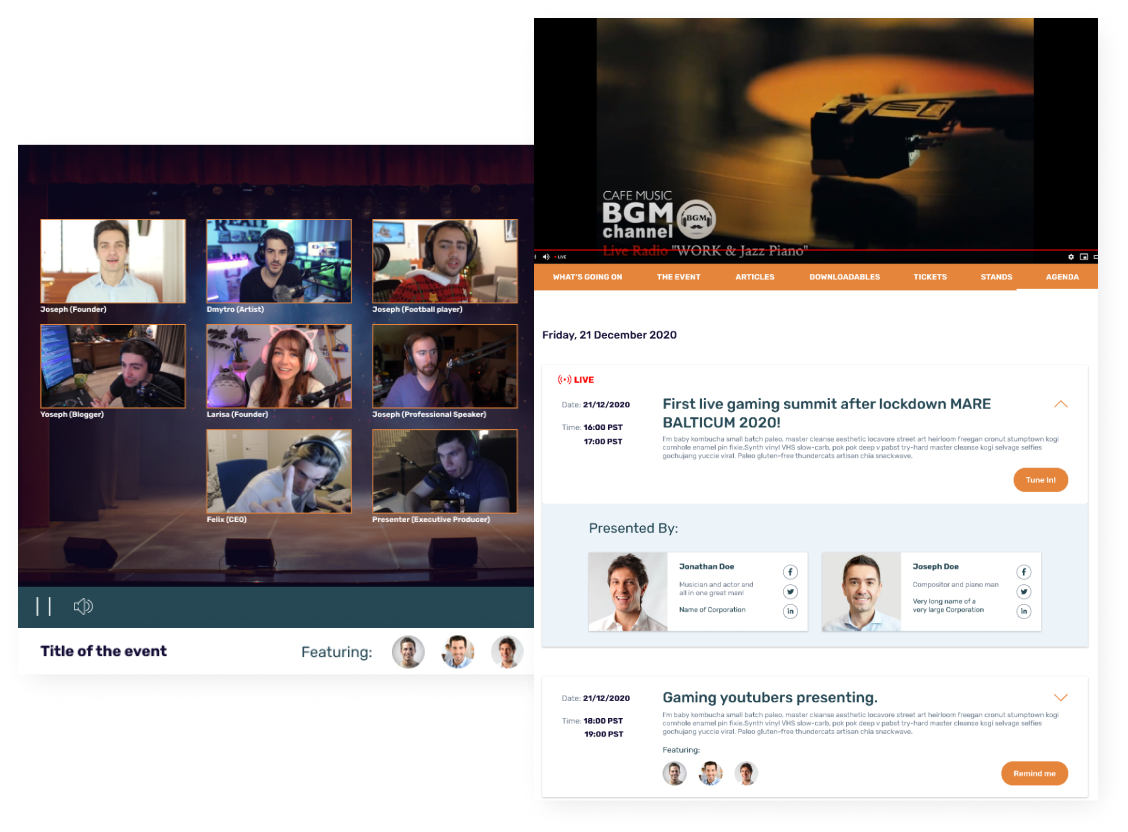 Joseph (Founder)
Dmytro (Artist)
Joseph (Football player)
Yoseph (Blogger)
Larisa (Founder)
Joseph (Professional Speaker)
Felix (CEO)
Presenter (Executive Producer)
Title of the event
Featuring:
CAFE MUSIC
BGM
channel
BGM
Live Radio "WORK & Jazz Piano"
LIVE
WHAT'S GOING ON
THE EVENT
ARTICLES
DOWNLOADABLES
TICKETS
STANDS
AGENDA
Friday, 21 December 2020
LIVE
Date: 21/12/2020
Time: 16:00 PST
17:00 PST
First live gaming summit after lockdown MARE
BALTICUM 2020!
I'm baby kombucha small batch paleo, master cleanse aesthetic locavore street art heirloom freegan cronut stumptown kogi
cornhole enamel pin fixie.Synth vinyl VHS slow-carb, pok pok deep v pabst try-hard master cleanse kogi selvage selfies
gochujang yuccie viral. Paleo gluten-free thundercats artisan chia snackwave.
Tune In!
Presented By:
Jonathan Doe
Musician and actor and
all in one great man!
Name of Corporation
Joseph Doe
Compositor and piano man
Very long name of a
very large Corporation
Date: 21/12/2020
Time: 18:00 PST
19:00 PST
Gaming youtubers presenting.
I'm baby kombucha small batch paleo, master cleanse aesthetic locavore street art heirloom freegan cronut stumptown kogi
cornhole enamel pin fixie.Synth vinyl VHS slow-carb, pok pok deep v pabst try-hard master cleanse kogi selvage selfies
gochujang yuccie viral. Paleo gluten-free thundercats artisan chia snackwave.
Featuring:
Remind me